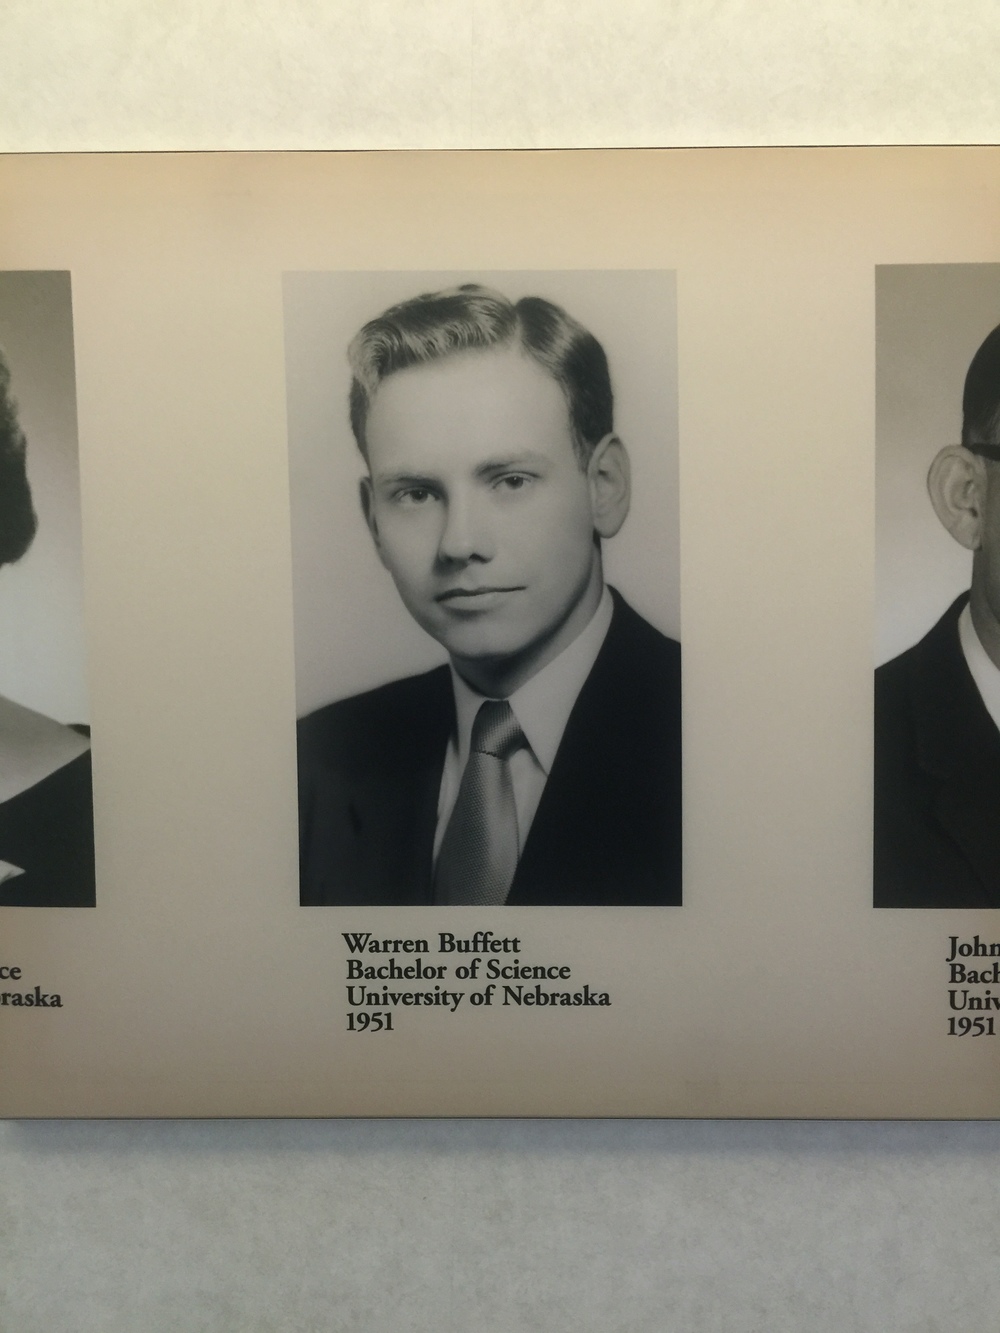 ce
raska
Warren Buffett
Bachelor of Science
University of Nebraska
1951
John
Bach
Univ
1951